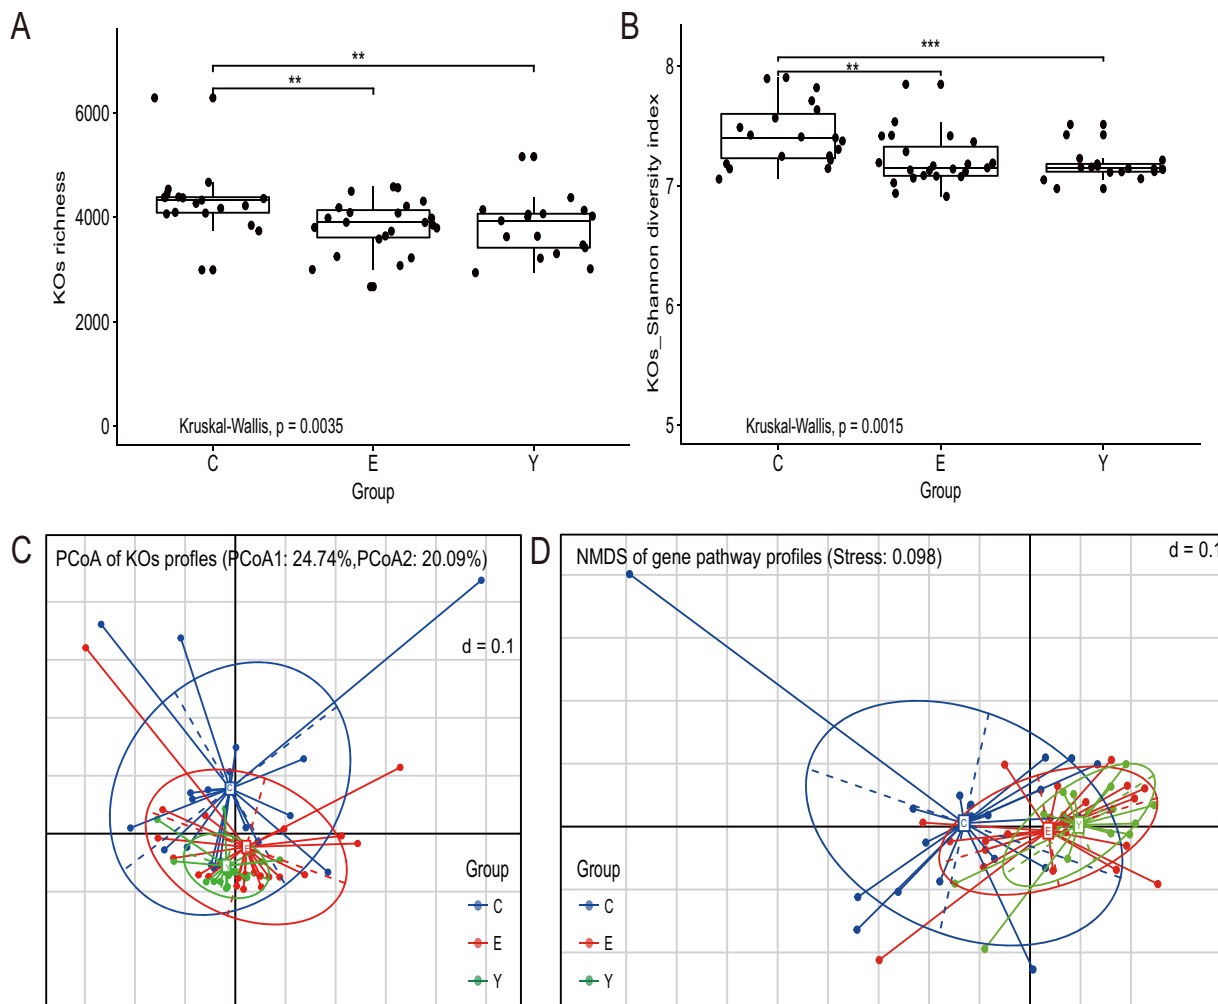 A
KOs richness
6000
4000
2000
0
**
**
Kruskal-Wallis, p = 0.0035
C E Y
Group
B
KOs_Shannon diversity index
8
7
6
5
***
**
Kruskal-Wallis, p = 0.0015
C E Y
Group
C
PCoA of KOs profles (PCoA1: 24.74%,PCoA2: 20.09%)
d = 0.1
C
E
Group
C
E
Y
D
NMDS of gene pathway profiles (Stress: 0.098)
d = 0.1
C
E
Y
Group
C
E
Y